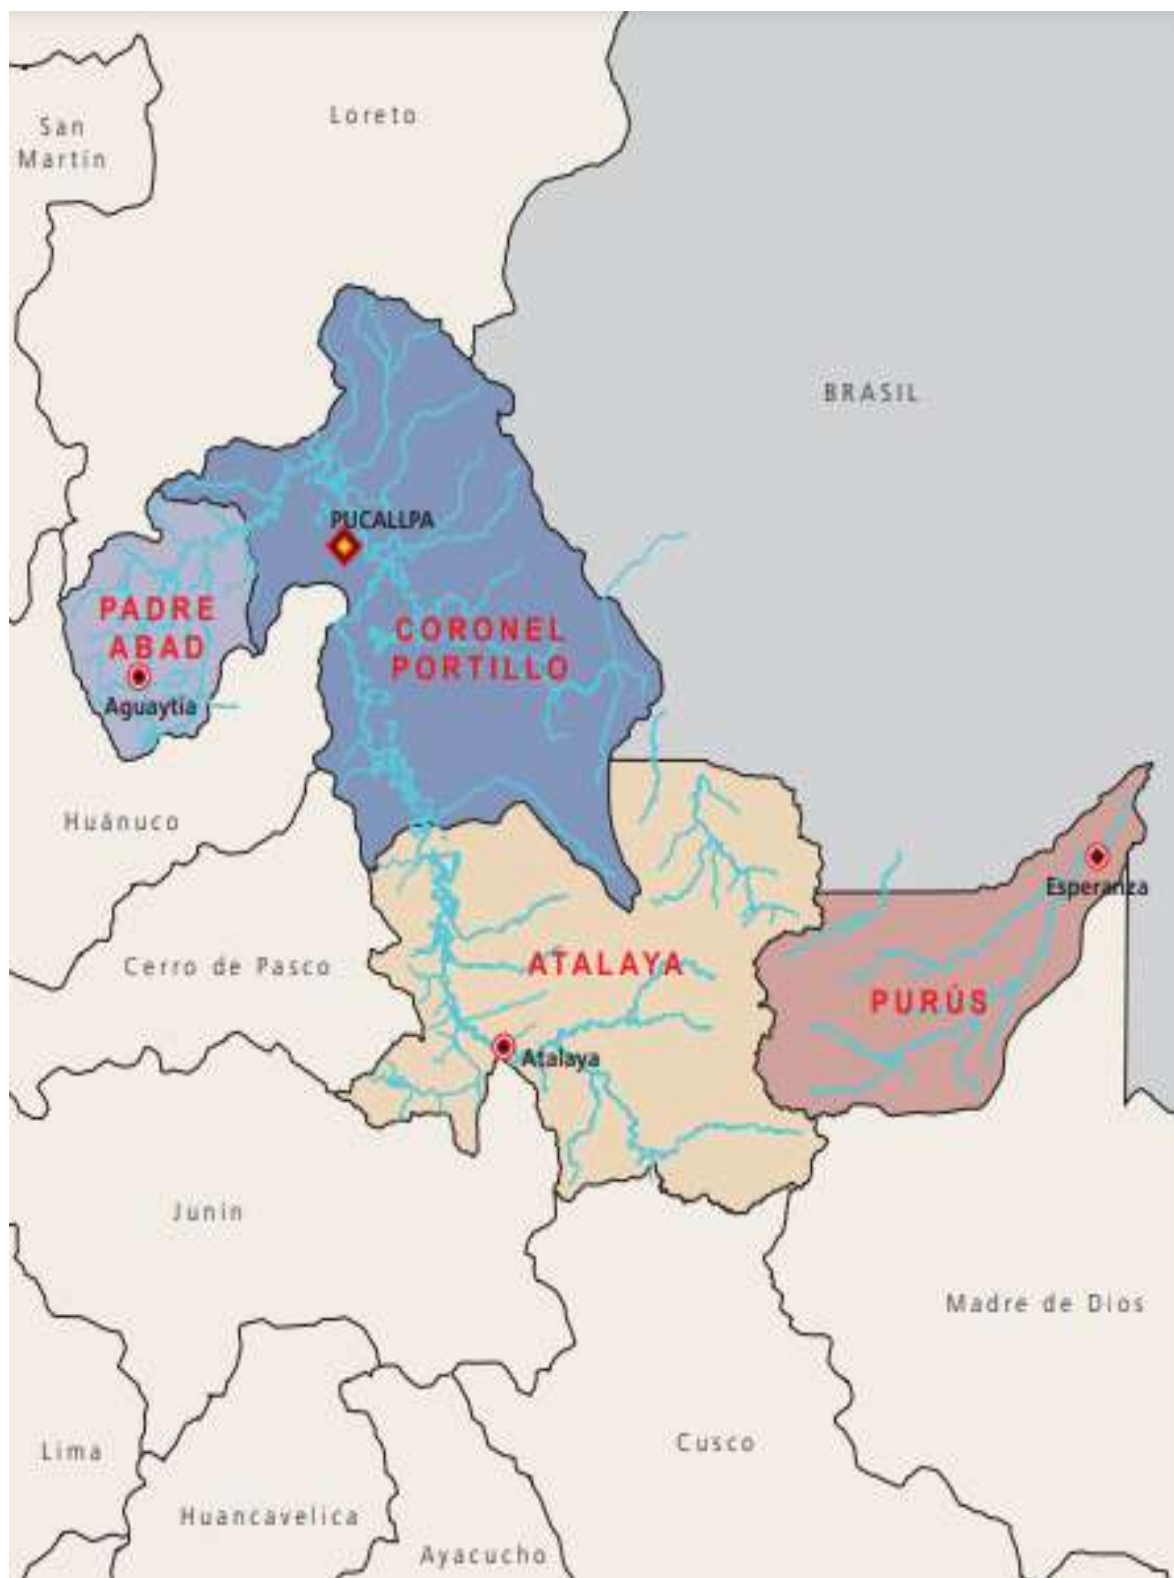 Loreto
San
Martín
BRASIL
PUCALLPA
PADRE
ABAD
CORONEL
PORTILLO
Aguaytía
Huánuco
Esperanza
Cerro de Pasco
ATALAYA
PURÚS
Atalaya
Junín
Madre de Dios
Lima
Cusco
Huancavelica
Ayacucho